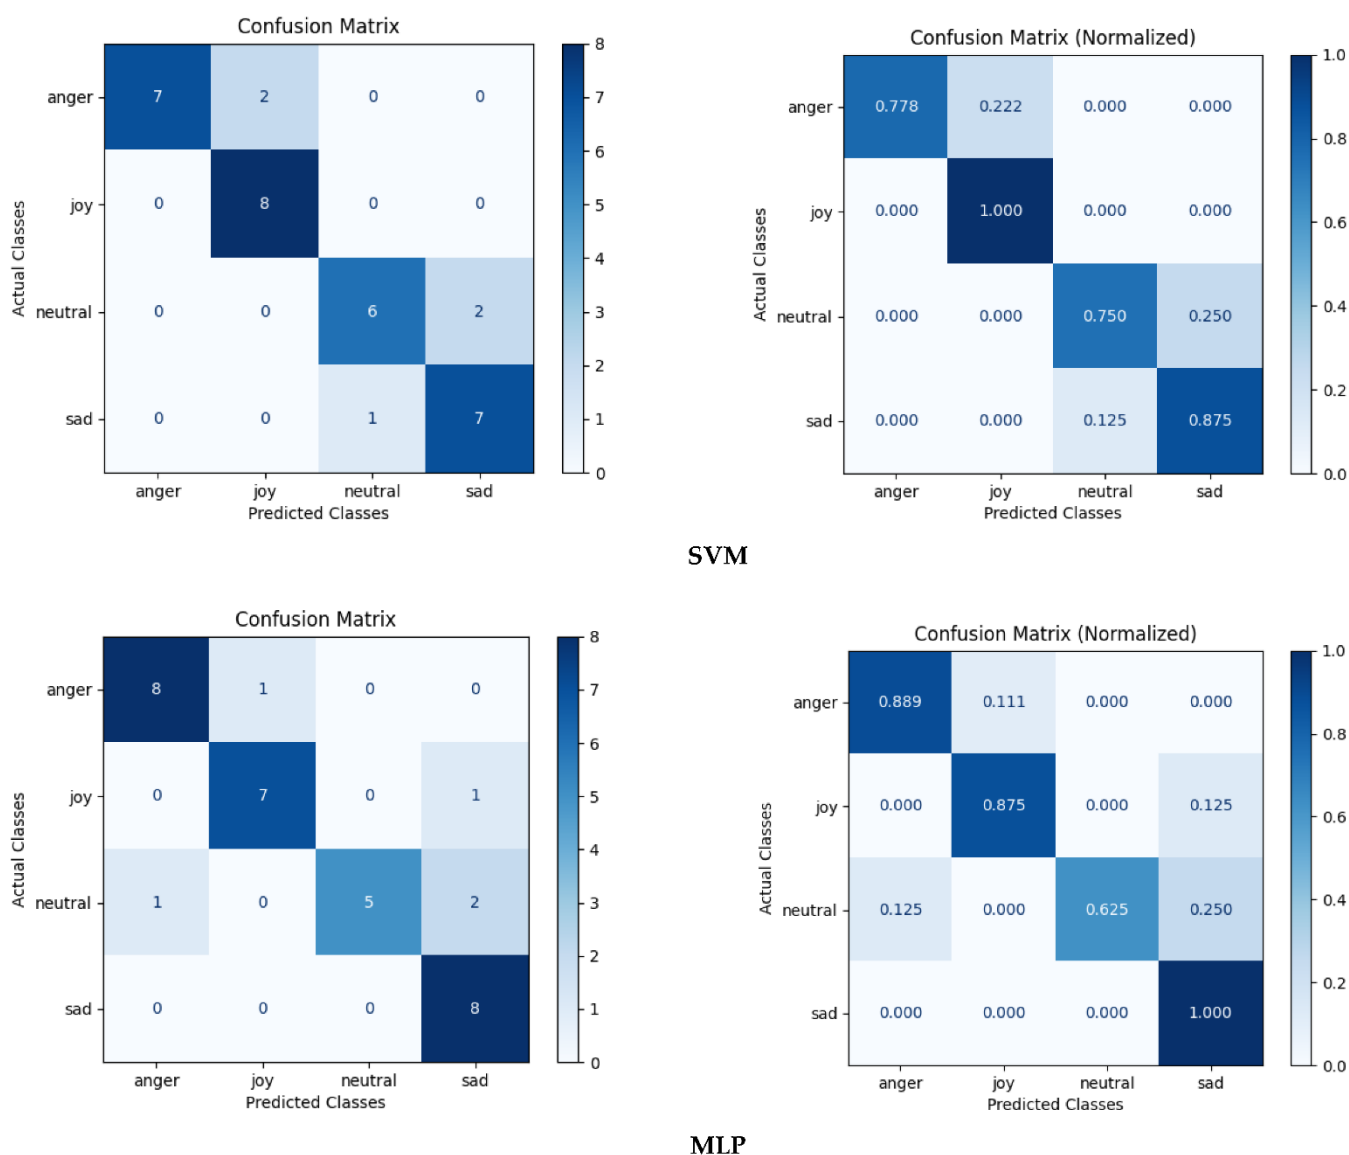 Confusion Matrix
anger 7 2 0 0
joy 0 8 0 0
neutral 0 0 6 2
sad 0 0 1 7
anger joy neutral sad
Predicted Classes
Actual Classes
8
7
6
5
4
3
2
1
0
Confusion Matrix (Normalized)
anger 0.778 0.222 0.000 0.000
joy 0.000 1.000 0.000 0.000
neutral 0.000 0.000 0.750 0.250
sad 0.000 0.000 0.125 0.875
anger joy neutral sad
Predicted Classes
Actual Classes
1.0
0.8
0.6
0.4
0.2
0.0
SVM
Confusion Matrix
anger 8 1 0 0
joy 0 7 0 1
neutral 1 0 5 2
sad 0 0 0 8
anger joy neutral sad
Predicted Classes
Actual Classes
8
7
6
5
4
3
2
1
0
Confusion Matrix (Normalized)
anger 0.889 0.111 0.000 0.000
joy 0.000 0.875 0.000 0.125
neutral 0.125 0.000 0.625 0.250
sad 0.000 0.000 0.000 1.000
anger joy neutral sad
Predicted Classes
Actual Classes
1.0
0.8
0.6
0.4
0.2
0.0
MLP